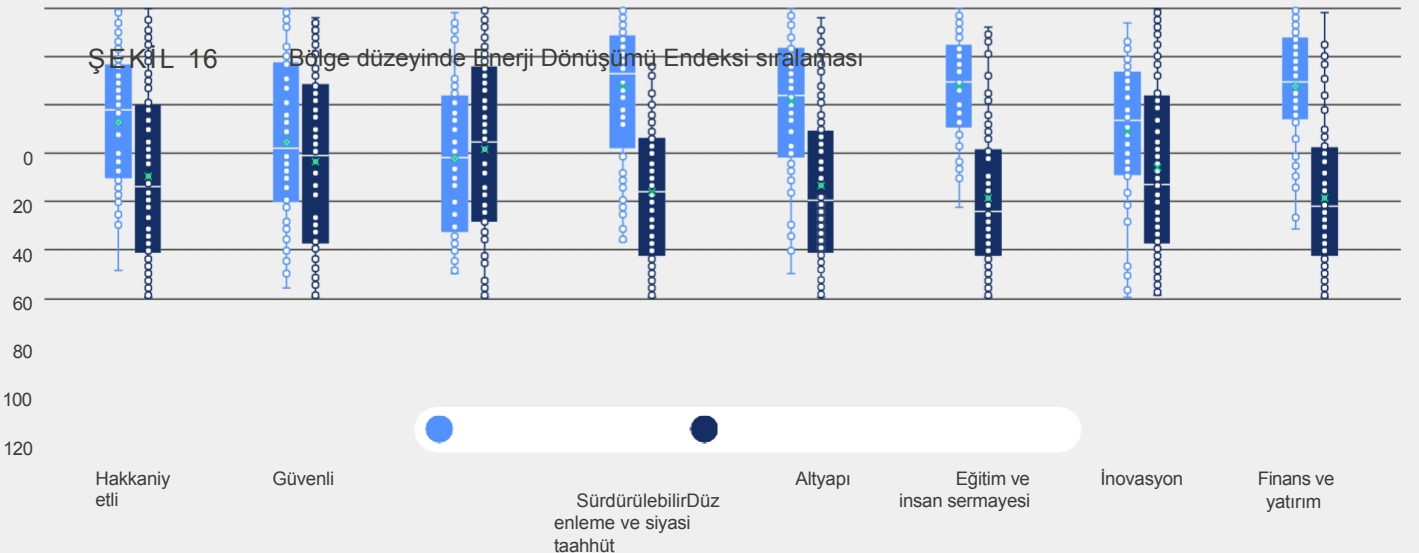 ŞEKİL 16 Bölge düzeyinde Enerji Dönüşümü Endeksi sıralaması
0
20
40
60
80
100
120
Hakkaniy
etli
Güvenli
SürdürülebilirDüz
enleme ve siyasi
taahhüt
Altyapı
Eğitim ve
insan sermayesi
İnovasyon
Finans ve
yatırım